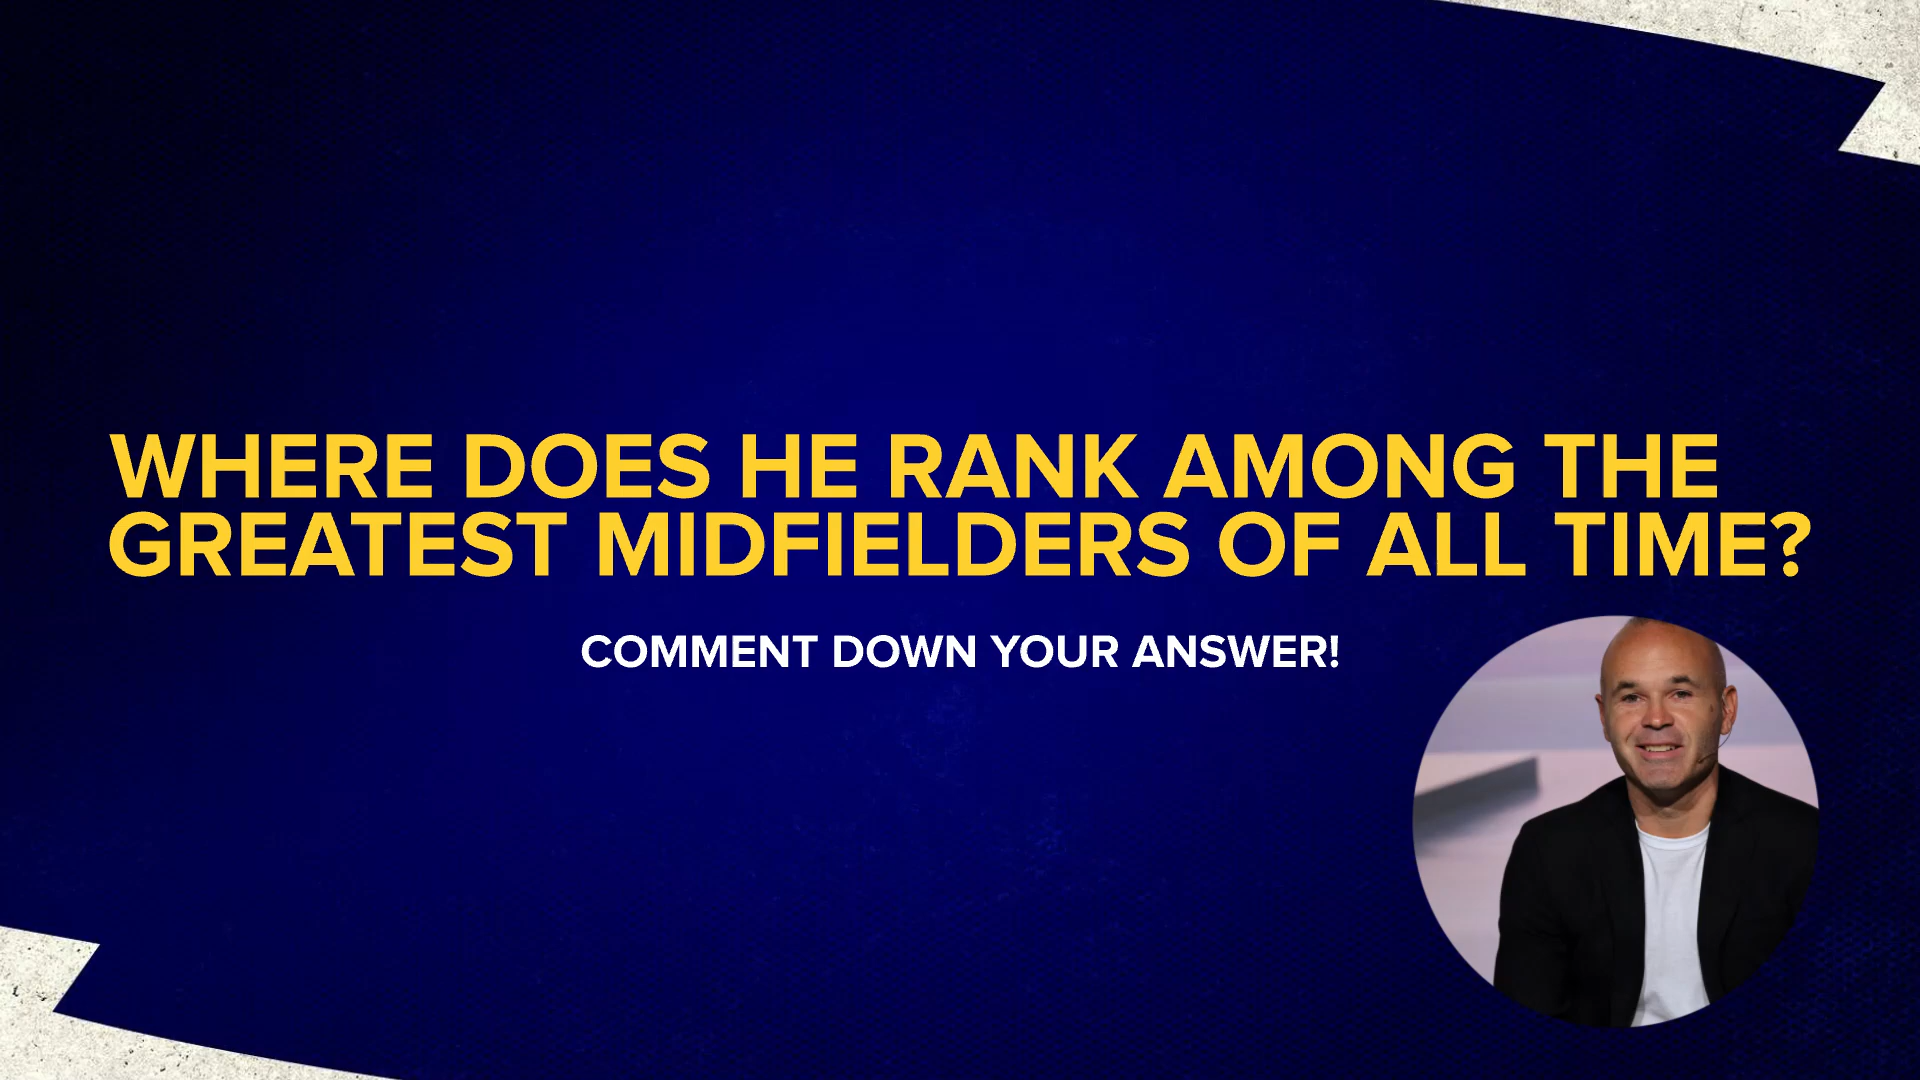 WHERE DOES HE RANK AMONG THE
GREATEST MIDFIELDERS OF ALL TIME?
COMMENT DOWN YOUR ANSWER!